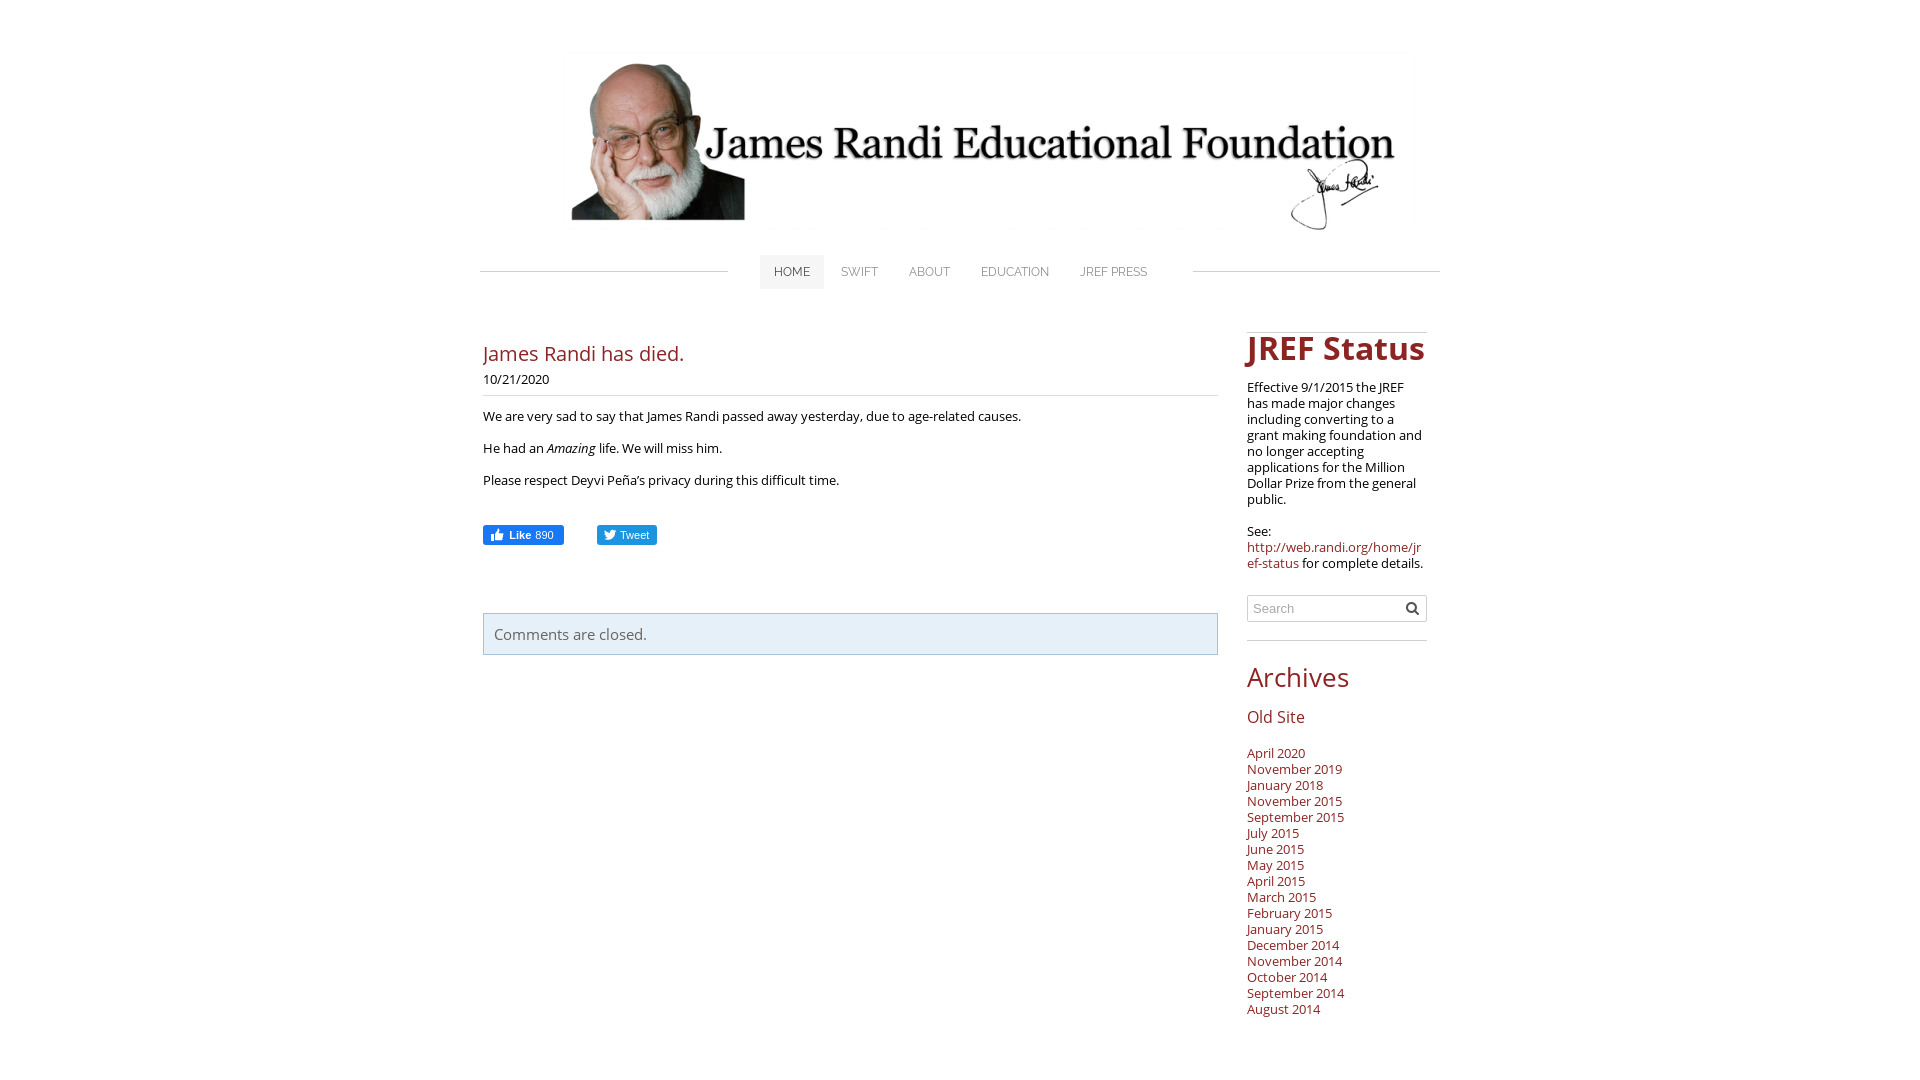 James Randi Educational Foundation
James Randi
HOME SWIFT ABOUT EDUCATION JREF PRESS
James Randi has died.
10/21/2020
We are very sad to say that James Randi passed away yesterday, due to age-related causes.
He had an Amazing life. We will miss him.
Please respect Deyvi Peña’s privacy during this difficult time.
Like 890 Tweet
Comments are closed.
JREF Status
Effective 9/1/2015 the JREF
has made major changes
including converting to a
grant making foundation and
no longer accepting
applications for the Million
Dollar Prize from the general
public.
See:
http://web.randi.org/home/jr
ef-status for complete details.
Search
Archives
Old Site
April 2020
November 2019
January 2018
November 2015
September 2015
July 2015
June 2015
May 2015
April 2015
March 2015
February 2015
January 2015
December 2014
November 2014
October 2014
September 2014
August 2014